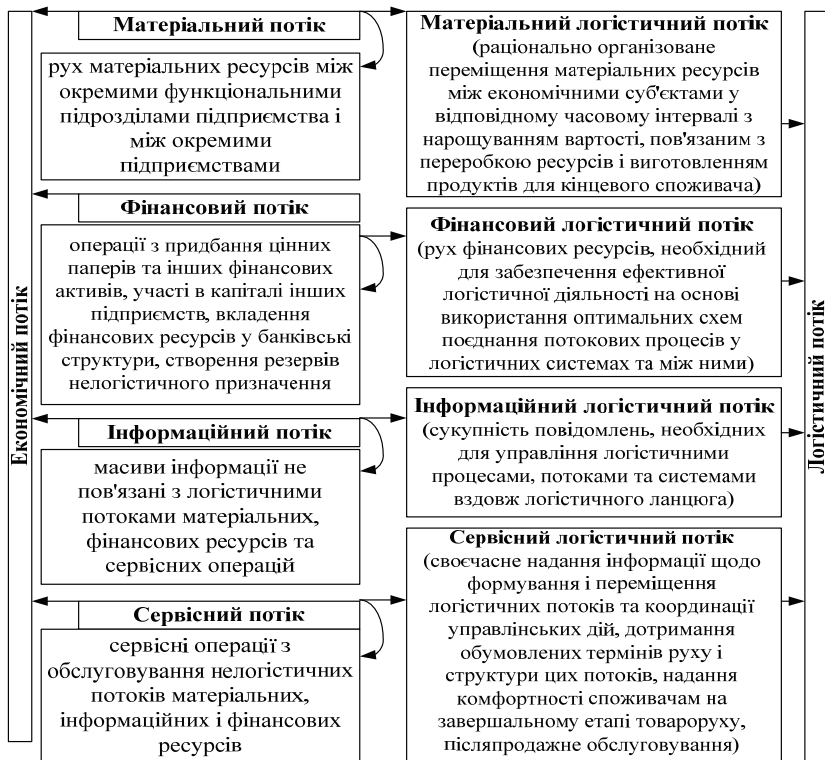 Економічний потік
Матеріальний потік
рух матеріальних ресурсів між
окремими функціональними
підрозділами підприємства і
між окремими
підприємствами
Фінансовий потік
операції з придбання цінних
паперів та інших фінансових
активів, участі в капіталі інших
підприємств, вкладення
фінансових ресурсів у банківські
структури, створення резервів
нелогістичного призначення
Інформаційний потік
масиви інформації не
пов'язані з логістичними
потоками матеріальних,
фінансових ресурсів та
сервісних операцій
Сервісний потік
сервісні операції з
обслуговування нелогістичних
потоків матеріальних,
інформаційних і фінансових
ресурсів
Матеріальний логістичний потік
(раціонально організоване
переміщення матеріальних ресурсів
між економічними суб'єктами у
відповідному часовому інтервалі з
нарощуванням вартості, пов'язаним з
переробкою ресурсів і виготовленням
продуктів для кінцевого споживача)
Фінансовий логістичний потік
(рух фінансових ресурсів, необхідний
для забезпечення ефективної
логістичної діяльності на основі
використання оптимальних схем
поєднання потокових процесів у
логістичних системах та між ними)
Інформаційний логістичний потік
(сукупність повідомлень, необхідних
для управління логістичними
процесами, потоками та системами
вздовж логістичного ланцюга)
Сервісний логістичний потік
(своєчасне надання інформації щодо
формування і переміщення
логістичних потоків та координації
управлінських дій, дотримання
обумовлених термінів руху і
структури цих потоків, надання
комфортності споживачам на
завершальному етапі товароруху,
післяпродажне обслуговування)
Логістичний потік